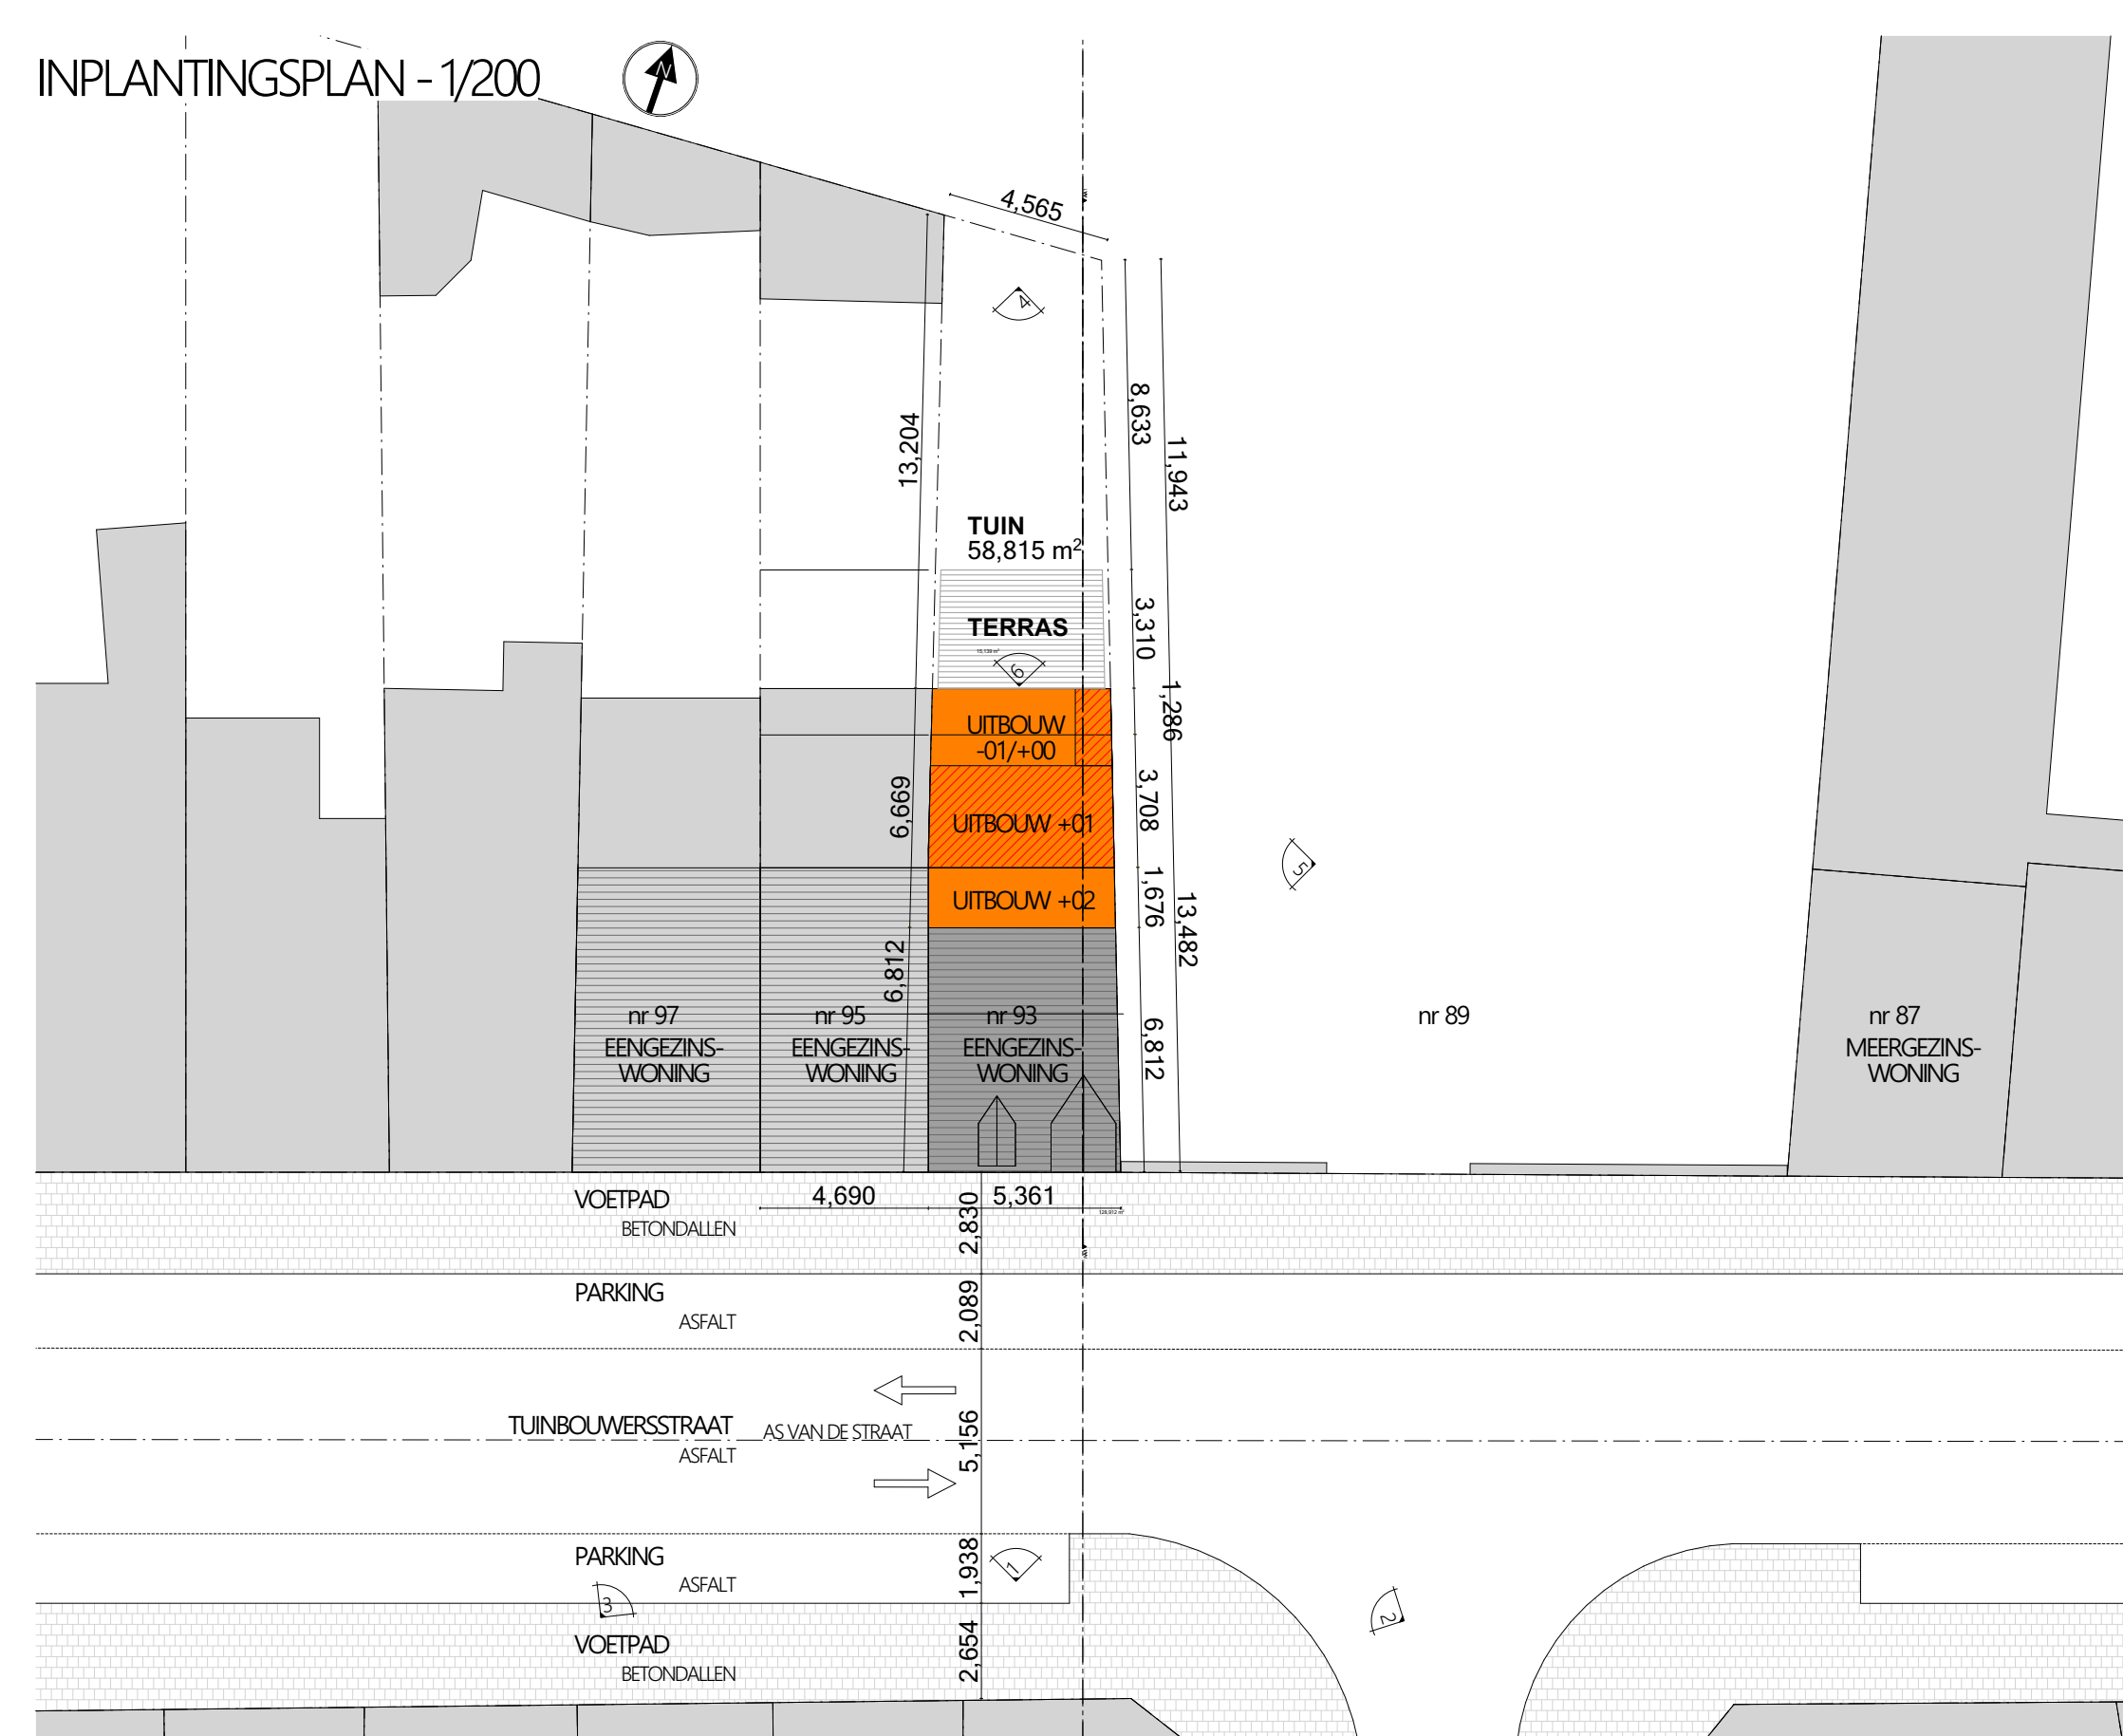 INPLANTINGSPLAN - 1/200
N
4,565
4
8,633
11,943
13,204
TUIN
58,815 m²
3,310
TERRAS
15,139 m²
6
1,286
UITBOUW
-01/+00
3,708
6,669
UITBOUW +01
5
1,676
UITBOUW +02
13,482
6,812
6,812
nr 97
EENGEZINS-
WONING
nr 95
EENGEZINS-
WONING
nr 93
EENGEZINS-
WONING
nr 89
nr 87
MEERGEZINS-
WONING
VOETPAD
BETONDALLEN
4,690
5,361
2,830
PARKING
ASFALT
2,089
TUINBOUWERSSTRAAT
AS VAN DE STRAAT
ASFALT
5,156
PARKING
ASFALT
1,938
1
3
2
VOETPAD
BETONDALLEN
2,654